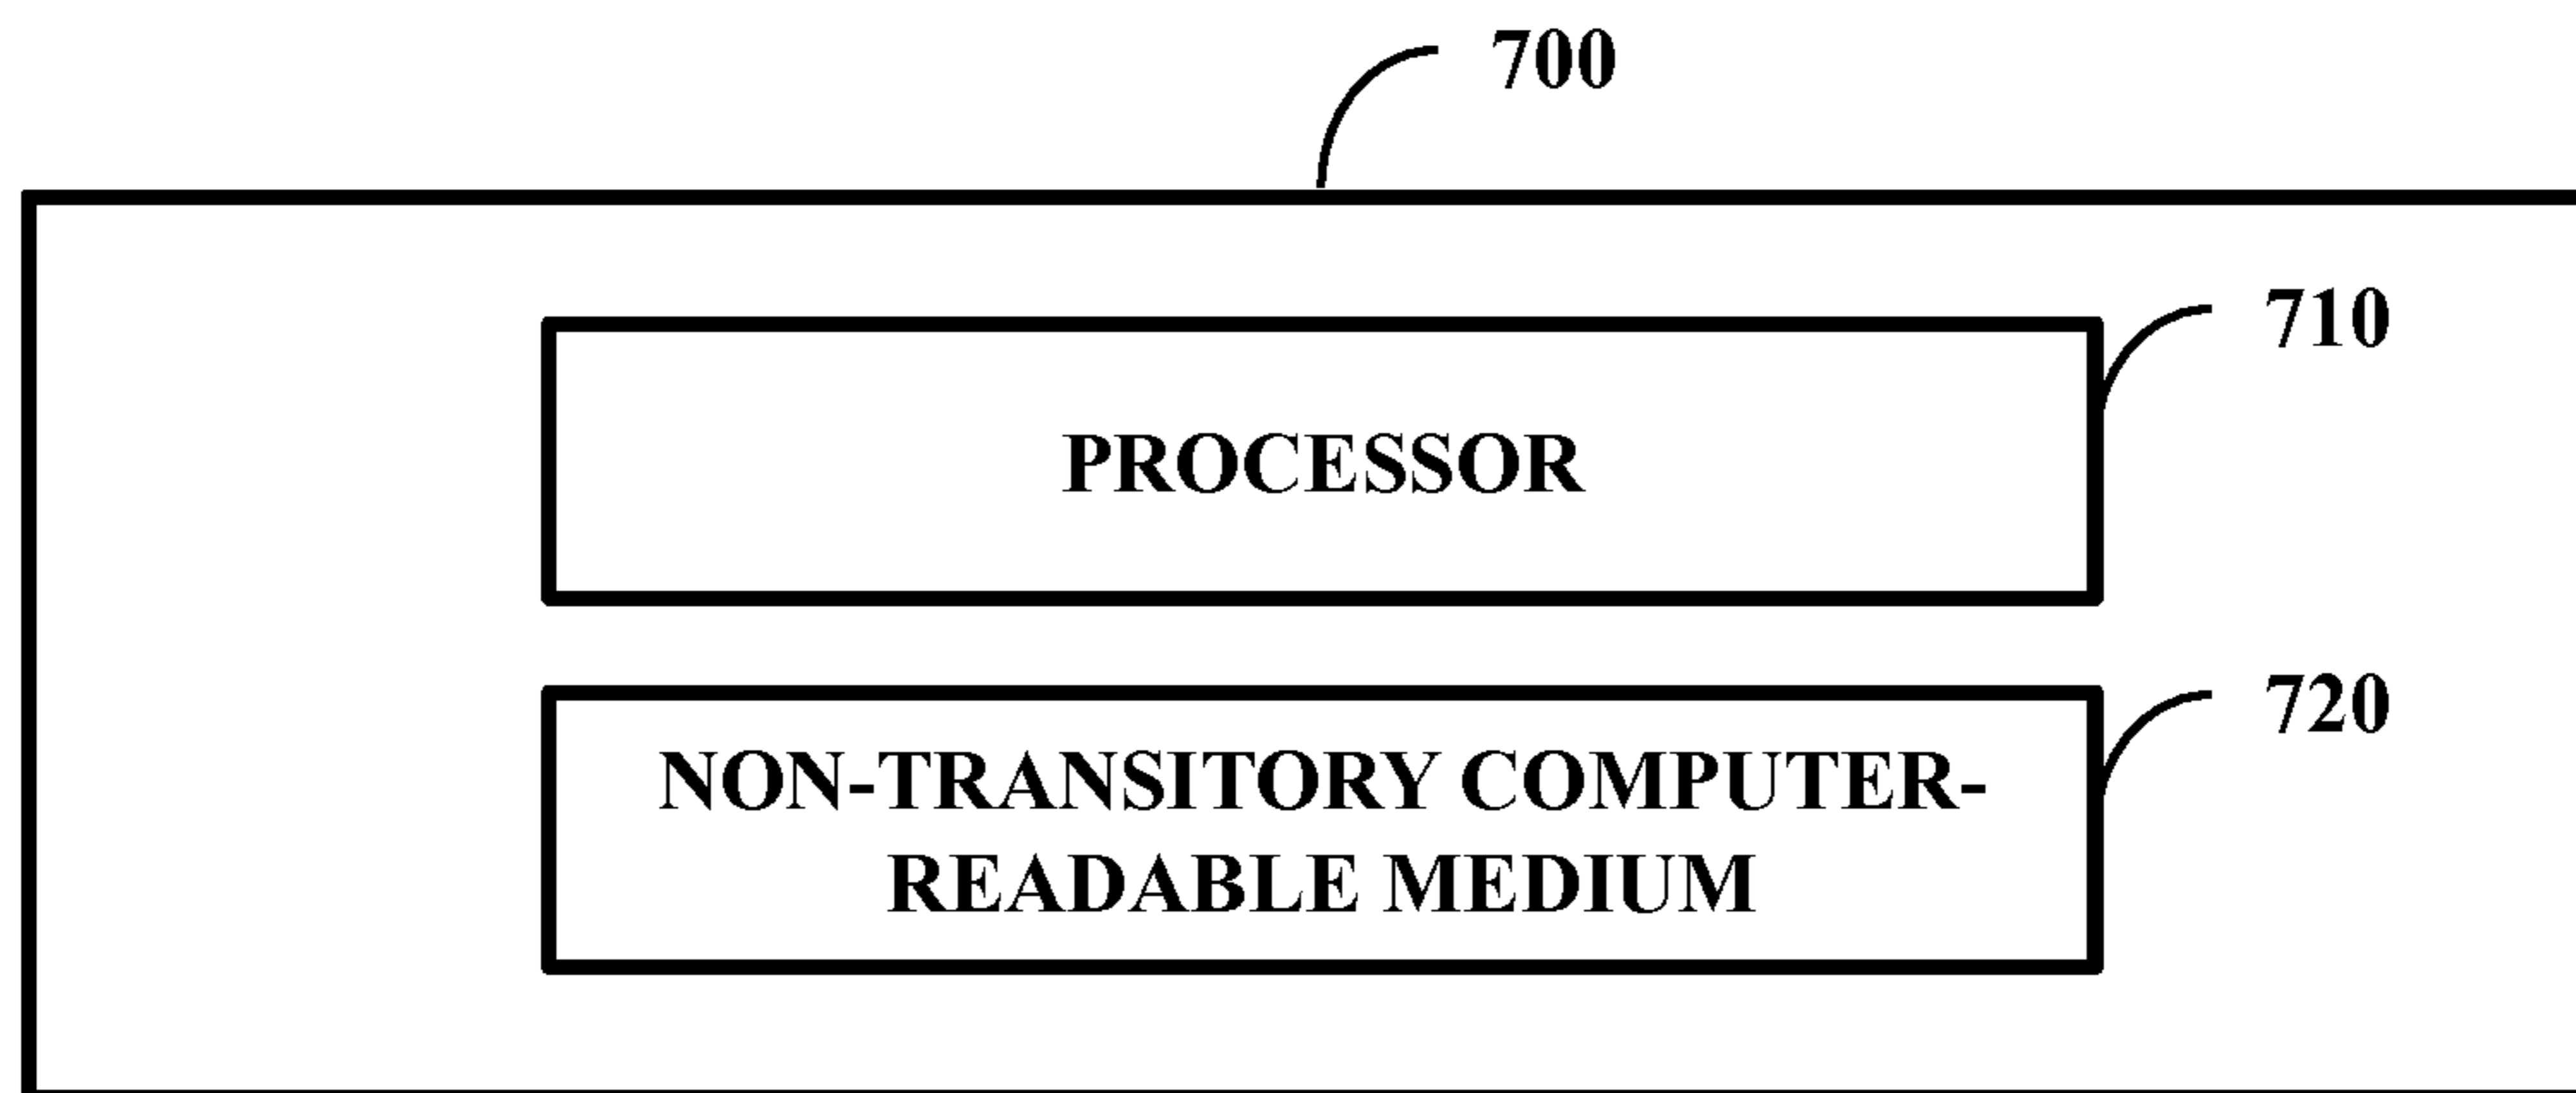 700
710
PROCESSOR
720
NON-TRANSITORY COMPUTER-
READABLE MEDIUM